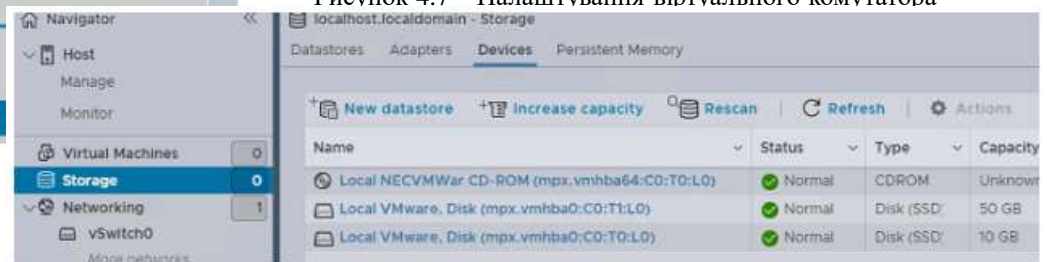 Рисунок 4.7 – Налаштування віртуального комутатора
Navigator
localhost.localdomain - Storage
Host
Manage
Monitor
Virtual Machines 0
Storage 0
Networking 1
vSwitch0
More networks
Datastores Adapters Devices Persistent Memory
New datastore Increase capacity Rescan Refresh Actions
Name Status Type Capacity
Local NECVMWar CD-ROM (mpx.vmhba64:C0:T0:L0) Normal CDROM Unknown
Local VMware, Disk (mpx.vmhba0:C0:T1:L0) Normal Disk (SSD) 50 GB
Local VMware, Disk (mpx.vmhba0:C0:T0:L0) Normal Disk (SSD) 10 GB